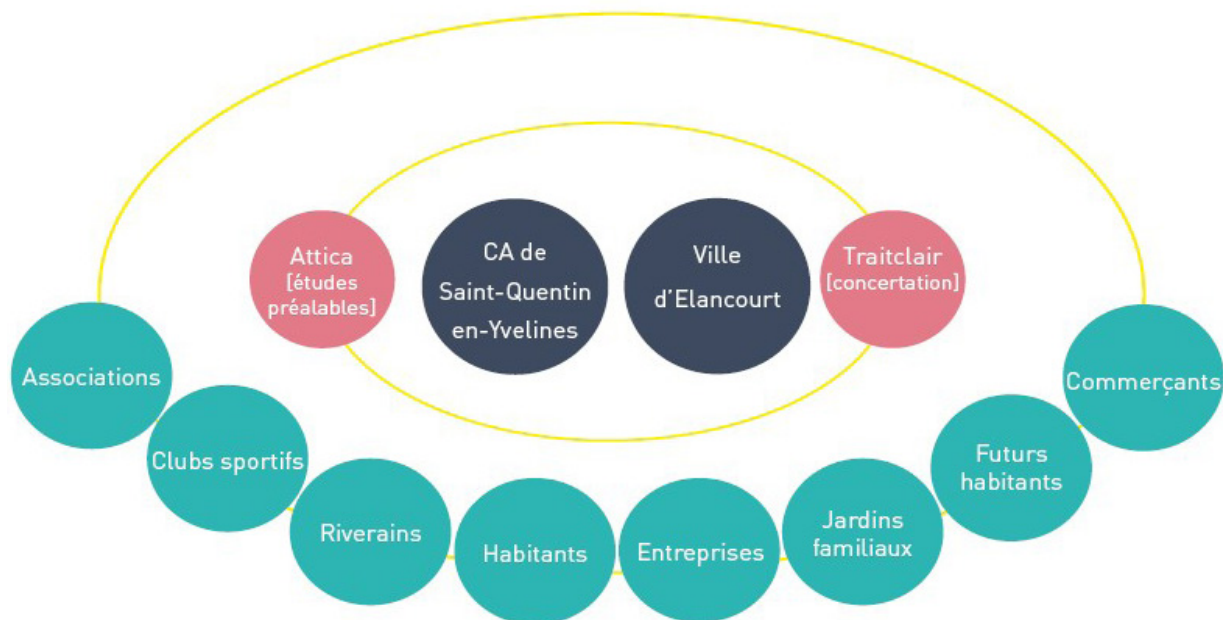 Attica
[études
préalables]
CA de
Saint-Quentin
en-Yvelines
Ville
d'Elancourt
Traitclair
[concertation]
Associations
Clubs sportifs
Riverains
Habitants
Entreprises
Jardins
familiaux
Futurs
habitants
Commerçants